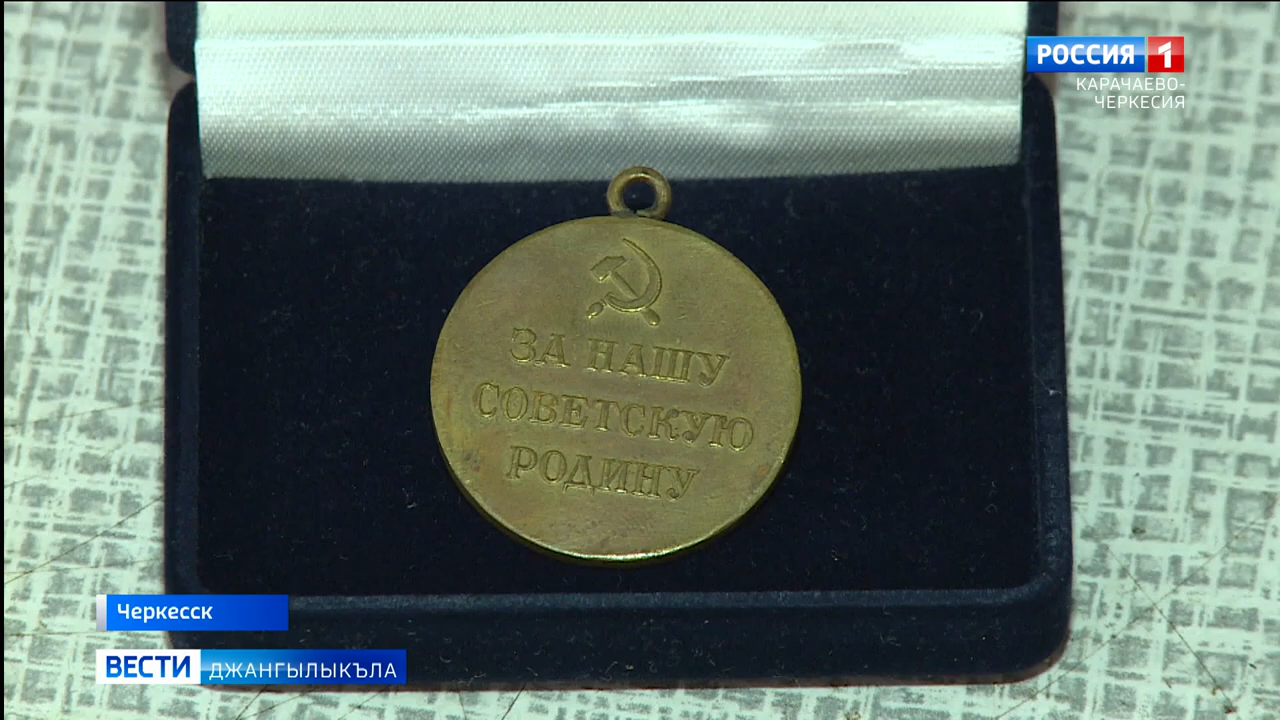 РОССИЯ 1
КАРАЧАЕВО-
ЧЕРКЕСИЯ
ЗА НАШУ
СОВЕТСКУЮ
РОДИНУ
Черкесск
ВЕСТИ ДЖАНГЫЛЫКЪЛА